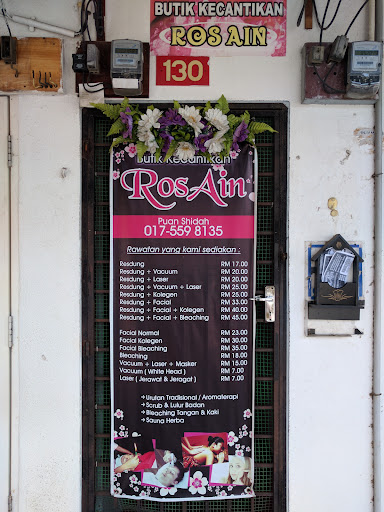 BUTIK KECANTIKAN
ROS AIN
130
Butik Kecantikan
RosAin
Puan Shidah
017-559 8135
Rawatan yang kami sediakan :
Resdung RM 17.00
Resdung + Vacuum RM 20.00
Resdung + Laser RM 20.00
Resdung + Vacuum + Laser RM 25.00
Resdung + Kolegen RM 25.00
Resdung + Facial RM 33.00
Resdung + Facial + Kolegen RM 40.00
Resdung + Facial + Bleaching RM 45.00
Facial Normal RM 23.00
Facial Kolegen RM 30.00
Facial Bleaching RM 35.00
Bleaching RM 18.00
Vacuum + Laser + Masker RM 15.00
Vacuum ( White Head ) RM 7.00
Laser ( Jerawat & Jeragat ) RM 7.00
Urutan Tradisional / Aromaterapi
Scrub & Lulur Badan
Bleaching Tangan & Kaki
Sauna Herba
RosAin